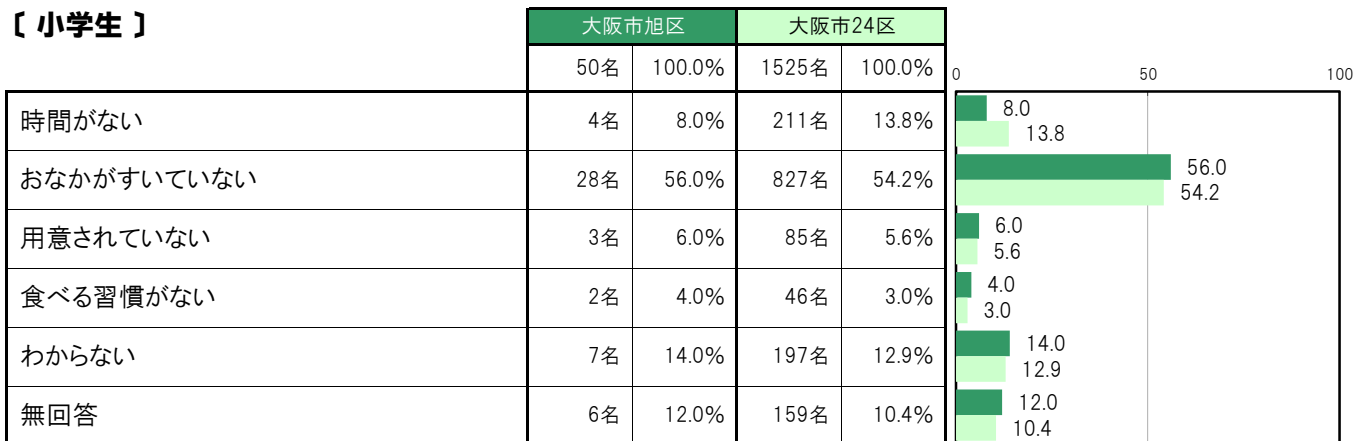 〔 小学生 〕
大阪市旭区 大阪市24区
50名 100.0% 1525名 100.0%
0 50 100
時間がない 4名 8.0% 211名 13.8%
8.0
13.8
おなかがすいていない 28名 56.0% 827名 54.2%
56.0
54.2
用意されていない 3名 6.0% 85名 5.6%
6.0
5.6
食べる習慣がない 2名 4.0% 46名 3.0%
4.0
3.0
わからない 7名 14.0% 197名 12.9%
14.0
12.9
無回答 6名 12.0% 159名 10.4%
12.0
10.4